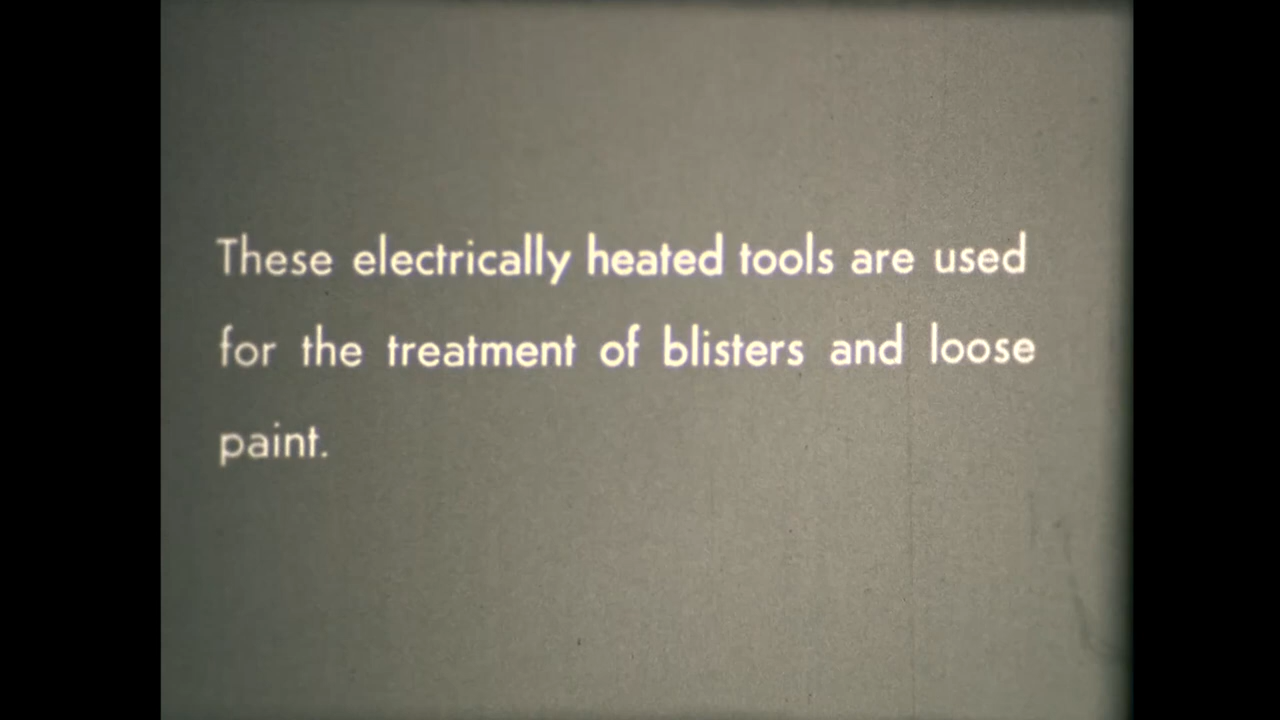 These electrically heated tools are used
for the treatment of blisters and loose
paint.